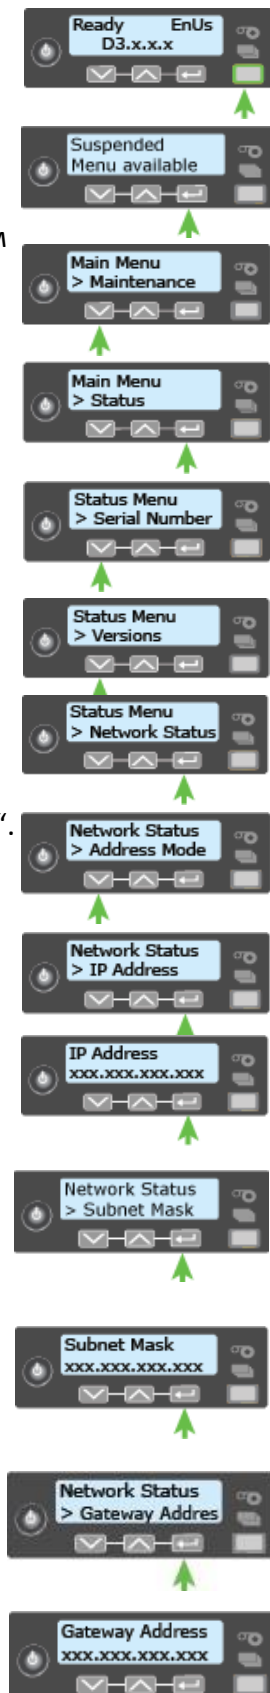 Ready EnUs
D3.x.x.x
Suspended
Menu available
Main Menu
> Maintenance
Main Menu
> Status
Status Menu
> Serial Number
Status Menu
> Versions
Status Menu
> Network Status
“.
Network Status
> Address Mode
Network Status
> IP Address
IP Address
xxx.xxx.xxx.xxx
Network Status
> Subnet Mask
Subnet Mask
xxx.xxx.xxx.xxx
Network Status
> Gateway Addres
Gateway Address
xxx.xxx.xxx.xxx